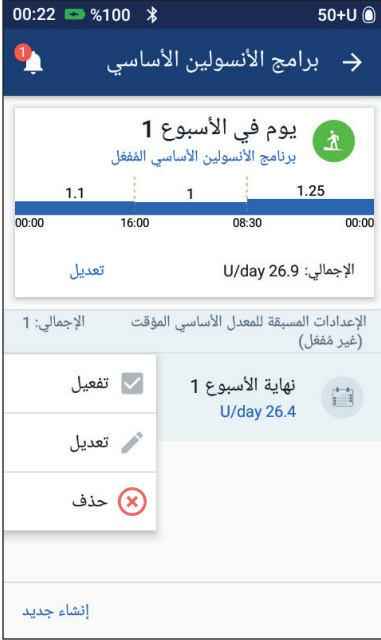 00:22 %100 50+U
برامج الأنسولين الأساسي 1
يوم في الأسبوع 1
برنامج الأنسولين الأساسي المُفعّل
1.25 1 1.1
00:00 08:30 16:00 00:00
الإجمالي: 26.9 U/day تعديل
الإعدادات المسبقة للمعدل الأساسي المؤقت الإجمالي: 1
(غير مُفعّل)
نهاية الأسبوع 1
26.4 U/day
تفعيل
تعديل
حذف
إنشاء جديد